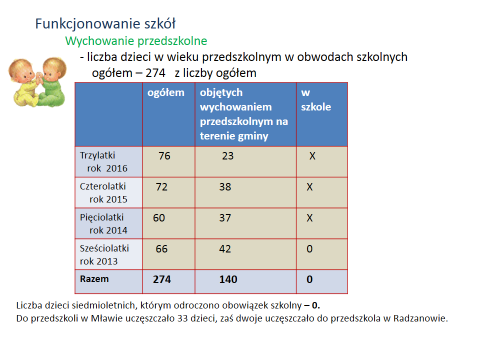 Funkcjonowanie szkół
Wychowanie przedszkolne
- liczba dzieci w wieku przedszkolnym w obwodach szkolnych
ogółem – 274 z liczby ogółem
ogółem objętych wychowaniem przedszkolnym na terenie gminy w szkole
Trzylatki rok 2016 76 23 X
Czterolatki rok 2015 72 38 X
Pięciolatki rok 2014 60 37 X
Sześciolatki rok 2013 66 42 0
Razem 274 140 0
Liczba dzieci siedmioletnich, którym odroczono obowiązek szkolny – 0.
Do przedszkoli w Mławie uczęszczało 33 dzieci, zaś dwoje uczęszczało do przedszkola w Radzanowie.